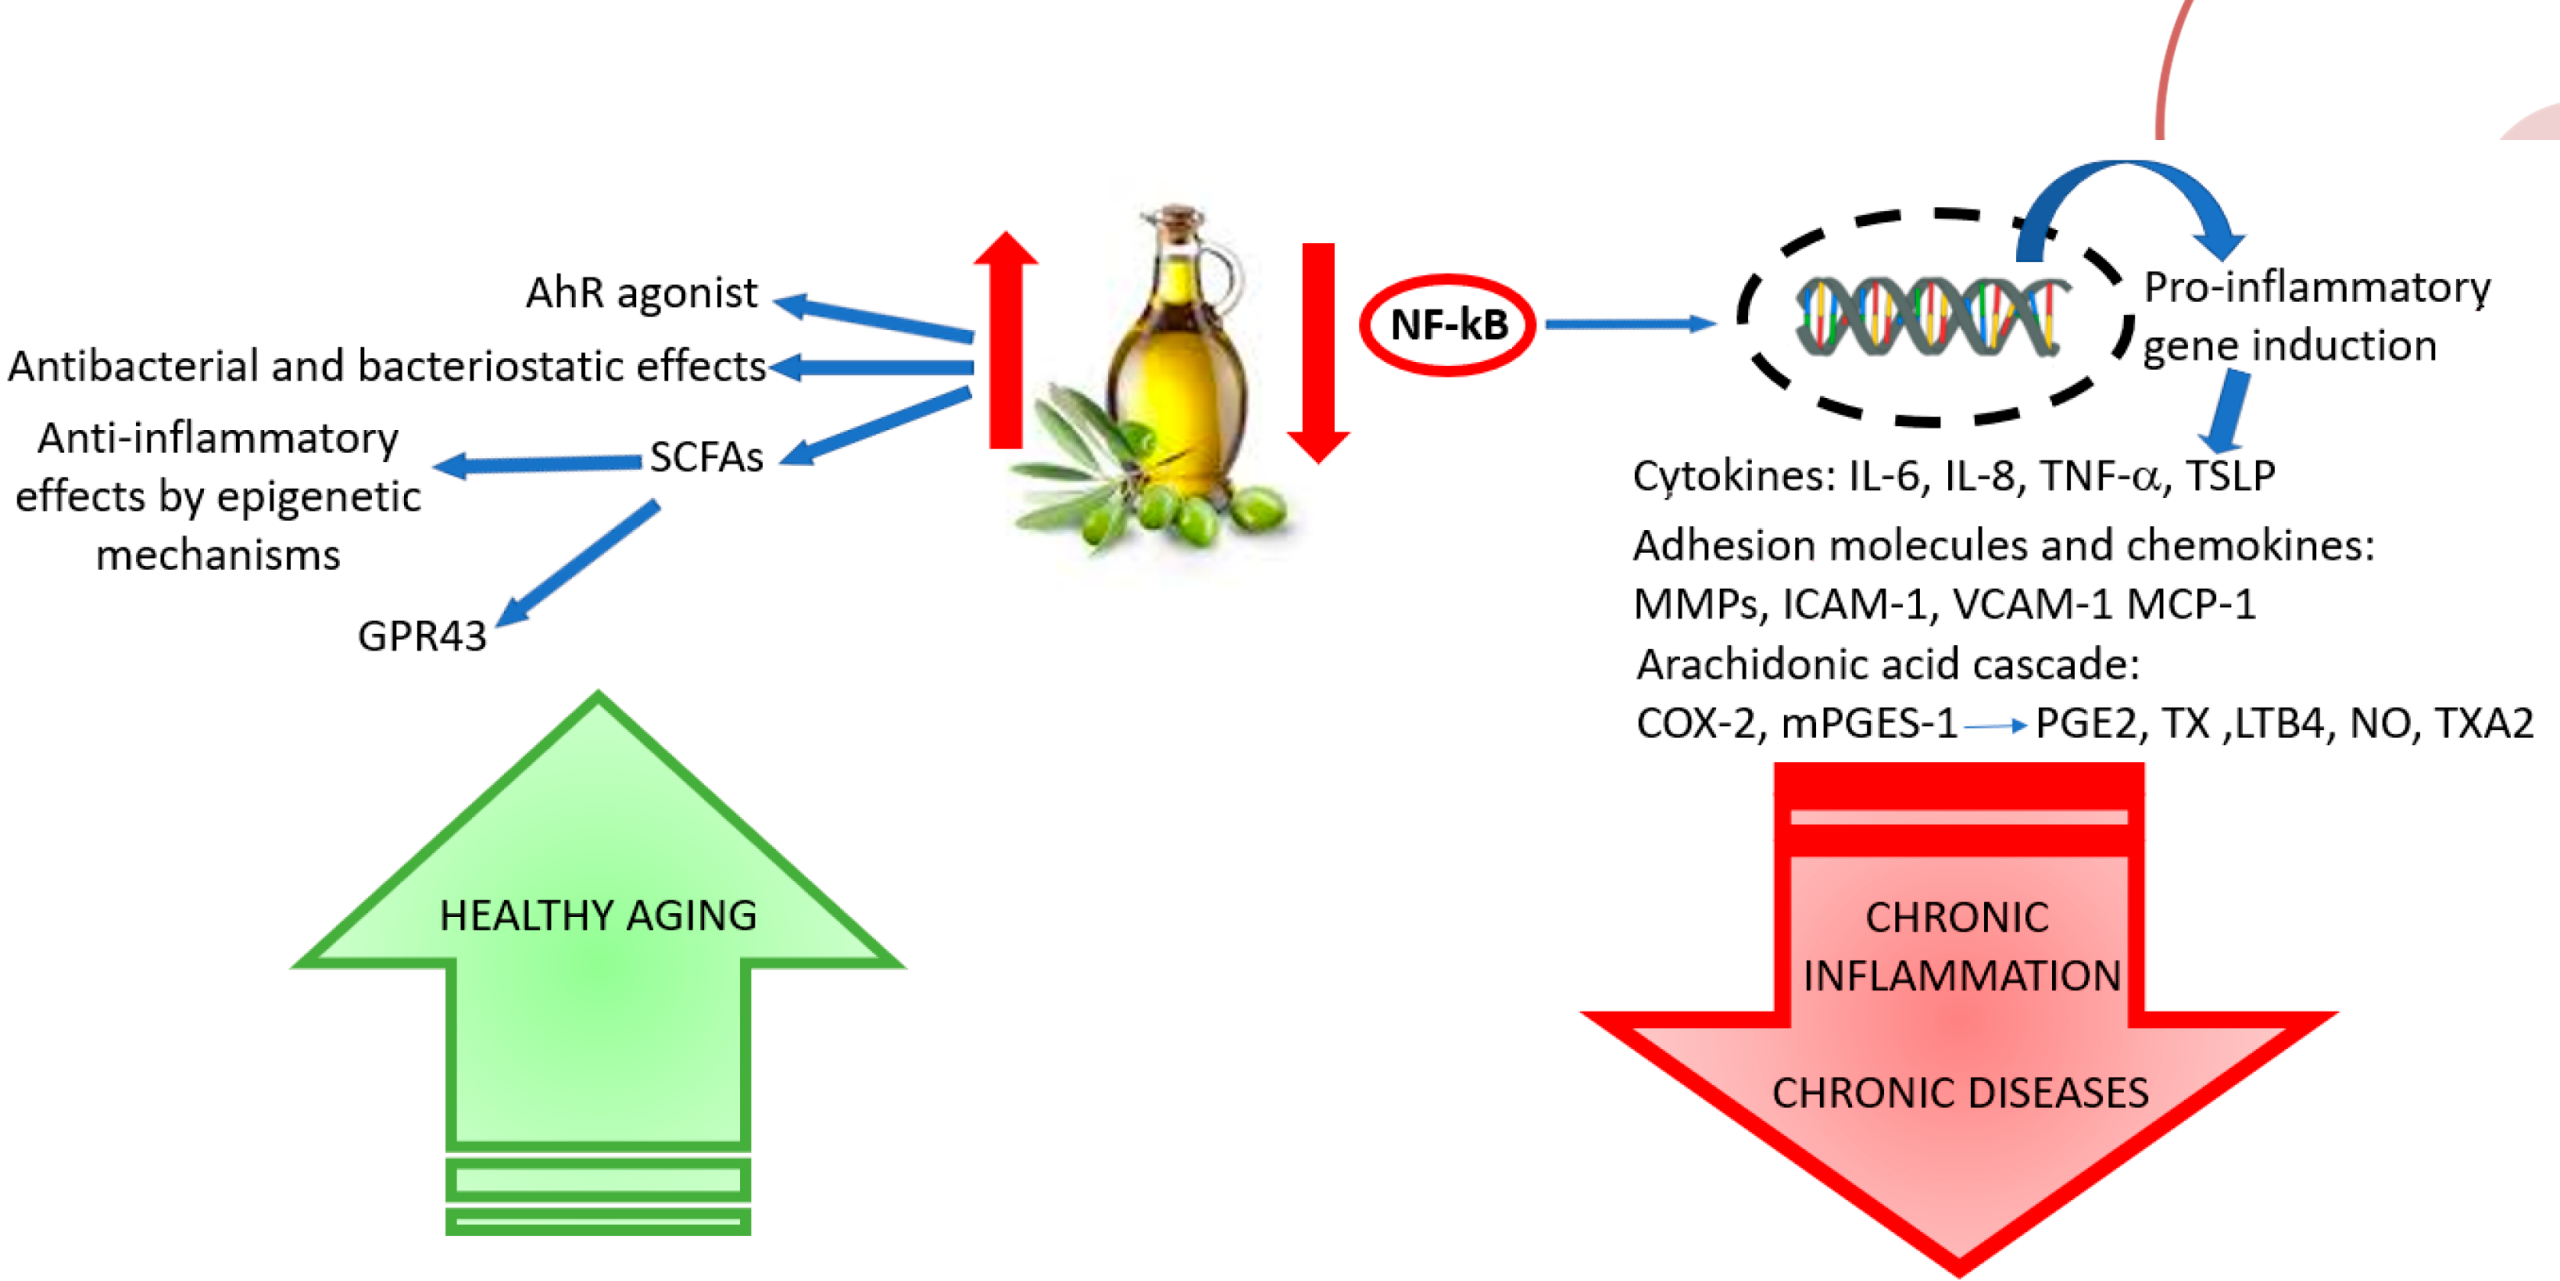 AhR agonist
Antibacterial and bacteriostatic effects
Anti-inflammatory
effects by epigenetic
mechanisms
SCFAs
GPR43
HEALTHY AGING
NF-kB
Pro-inflammatory
gene induction
Cytokines: IL-6, IL-8, TNF-α, TSLP
Adhesion molecules and chemokines:
MMPs, ICAM-1, VCAM-1 MCP-1
Arachidonic acid cascade:
COX-2, mPGES-1 → PGE2, TX ,LTB4, NO, TXA2
CHRONIC
INFLAMMATION
CHRONIC DISEASES